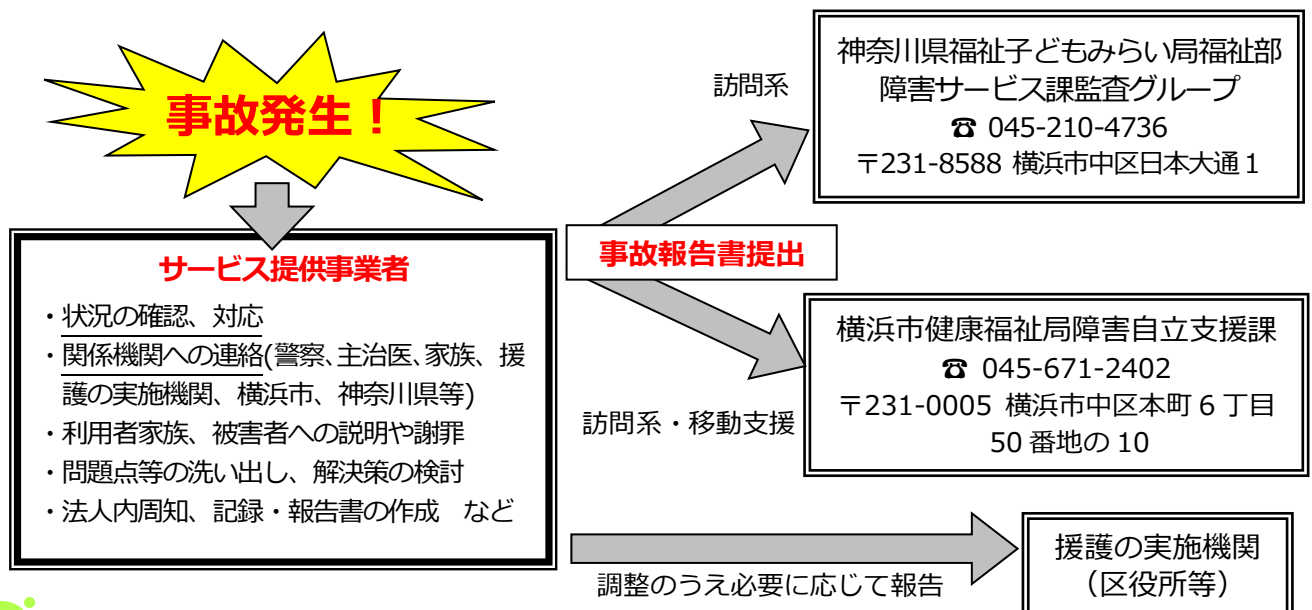 事故発生！
サービス提供事業者
・状況の確認、対応
・関係機関への連絡(警察、主治医、家族、援
護の実施機関、横浜市、神奈川県等)
・利用者家族、被害者への説明や謝罪
・問題点等の洗い出し、解決策の検討
・法人内周知、記録・報告書の作成　など
事故報告書提出
訪問系
神奈川県福祉子どもみらい局福祉部
障害サービス課監査グループ
☎ 045-210-4736
〒231-8588 横浜市中区日本大通１
訪問系・移動支援
横浜市健康福祉局障害自立支援課
☎ 045-671-2402
〒231-0005 横浜市中区本町 6 丁目
50 番地の 10
調整のうえ必要に応じて報告
援護の実施機関
（区役所等）